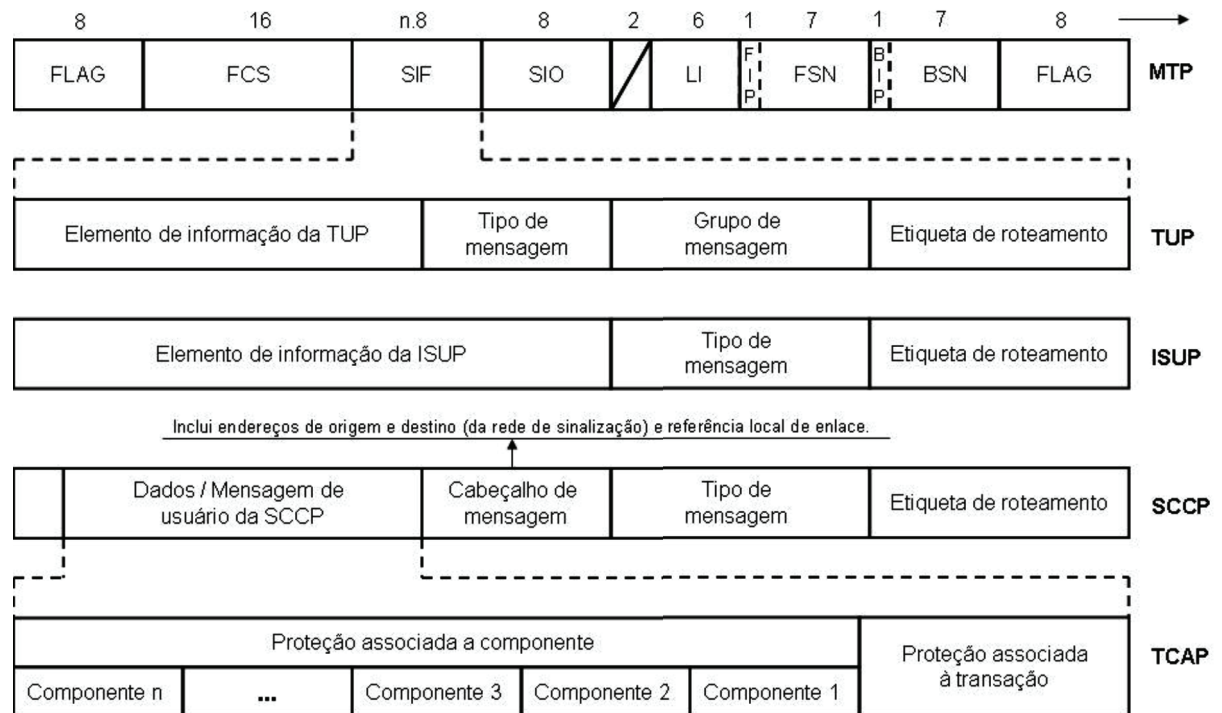 8 16 n.8 8 2 6 1 7 1 7 8
FLAG FCS SIF SIO LI FIP FSN BIP BSN FLAG MTP
Elemento de informação da TUP Tipo de mensagem Grupo de mensagem Etiqueta de roteamento TUP
Elemento de informação da ISUP Tipo de mensagem Etiqueta de roteamento ISUP
Inclui endereços de origem e destino (da rede de sinalização) e referência local de enlace.
Dados / Mensagem de usuário da SCCP Cabeçalho de mensagem Tipo de mensagem Etiqueta de roteamento SCCP
Proteção associada a componente Proteção associada à transação TCAP
Componente n ... Componente 3 Componente 2 Componente 1